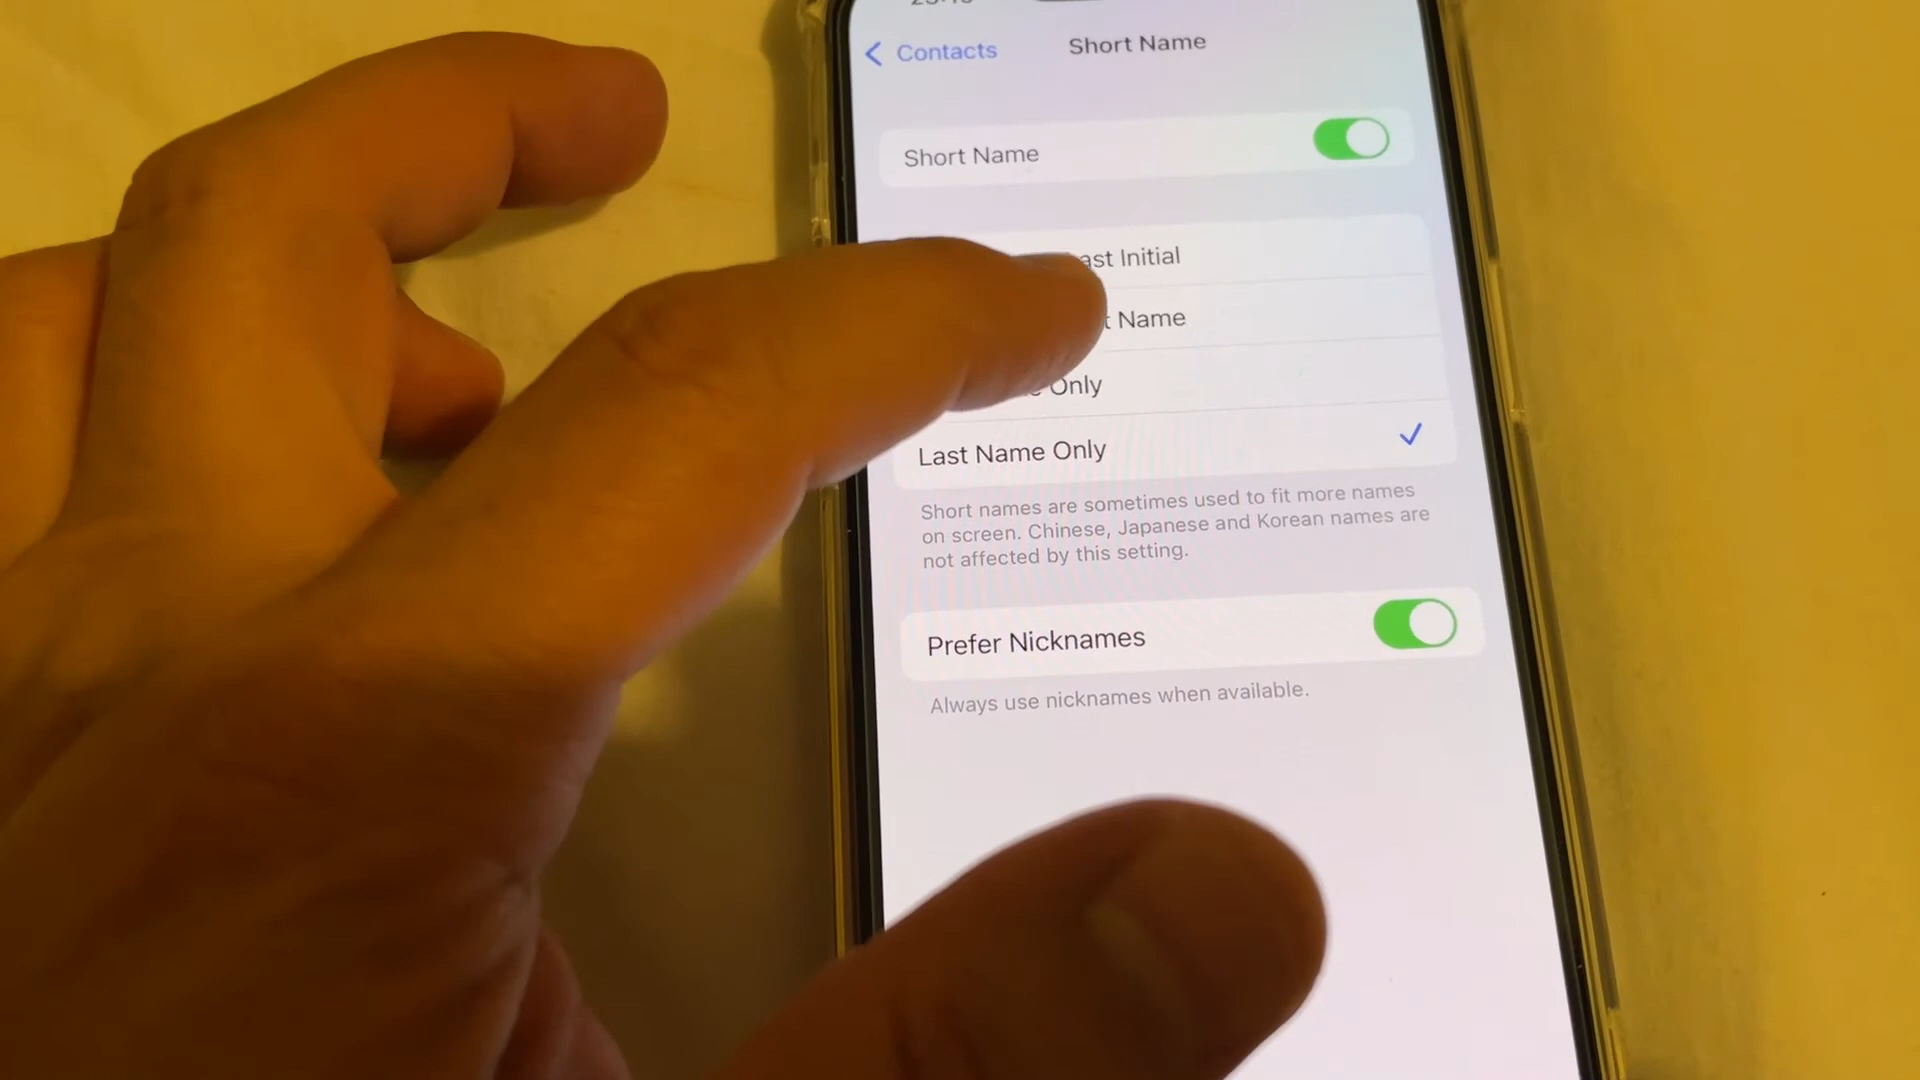 Contacts
Short Name
Short Name
Initial
Name
Only
Last Name Only
Short names are sometimes used to fit more names
on screen. Chinese, Japanese and Korean names are
not affected by this setting.
Prefer Nicknames
Always use nicknames when available.